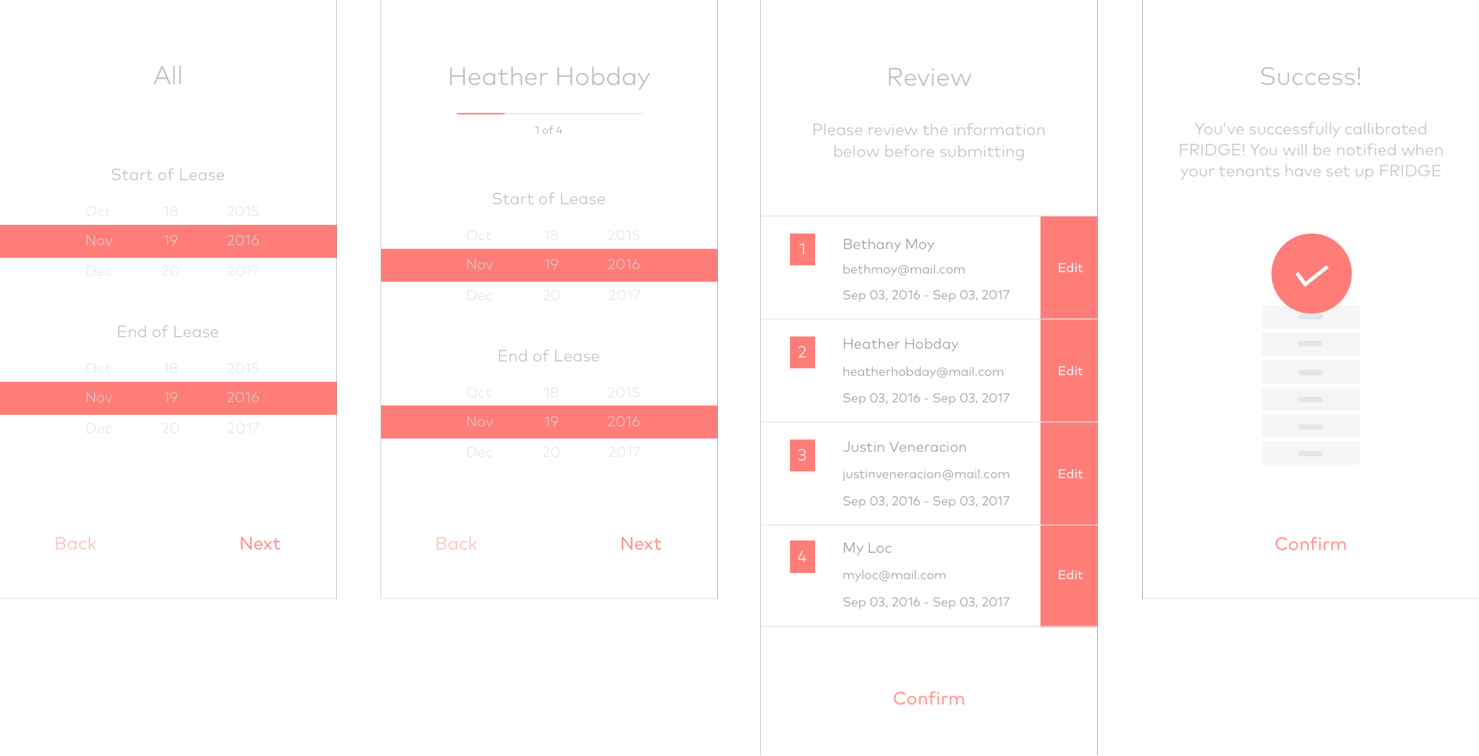 All
Start of Lease
Oct 18 2015
Nov 19 2016
Dec 20 2017
End of Lease
Oct 18 2015
Nov 19 2016
Dec 20 2017
Back Next
Heather Hobday
1 of 4
Start of Lease
Oct 18 2015
Nov 19 2016
Dec 20 2017
End of Lease
Oct 18 2015
Nov 19 2016
Dec 20 2017
Back Next
Review
Please review the information
below before submitting
1 Bethany Moy
bethmoy@mail.com
Edit
Sep 03, 2016 - Sep 03, 2017
2 Heather Hobday
heatherhobday@mail.com
Edit
Sep 03, 2016 - Sep 03, 2017
3 Justin Veneracion
justinveneracion@mail.com
Edit
Sep 03, 2016 - Sep 03, 2017
4 My Loc
myloc@mail.com
Edit
Sep 03, 2016 - Sep 03, 2017
Confirm
Success!
You've successfully callibrated
FRIDGE! You will be notified when
your tenants have set up FRIDGE
Confirm